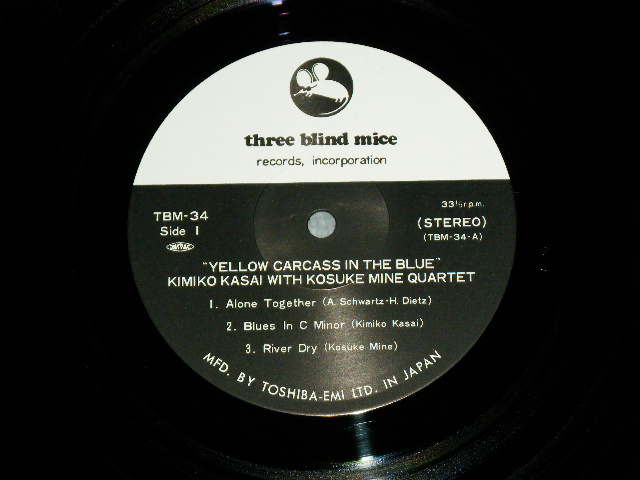 three blind mice
records, incorporation
TBM-34
Side 1
33⅓ r.p.m.
(STEREO)
(TBM-34-A)
"YELLOW CARCASS IN THE BLUE"
KIMIKO KASAI WITH KOSUKE MINE QUARTET
1. Alone Together (A. Schwartz·H. Dietz)
2. Blues In C Minor (Kimiko Kasai)
3. River Dry (Kosuke Mine)
MFD. BY TOSHIBA-EMI LTD. IN JAPAN